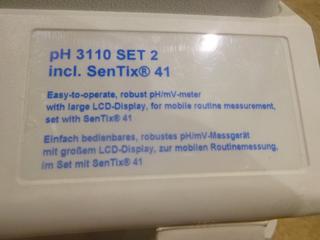 pH 3110 SET 2
incl. SenTix® 41
Easy-to-operate, robust pH/mV-meter
with large LCD-Display, for mobile routine measurement,
set with SenTix® 41
Einfach bedienbares, robustes pH/mV-Messgerät
mit großem LCD-Display, zur mobilen Routinemessung,
im Set mit SenTix® 41